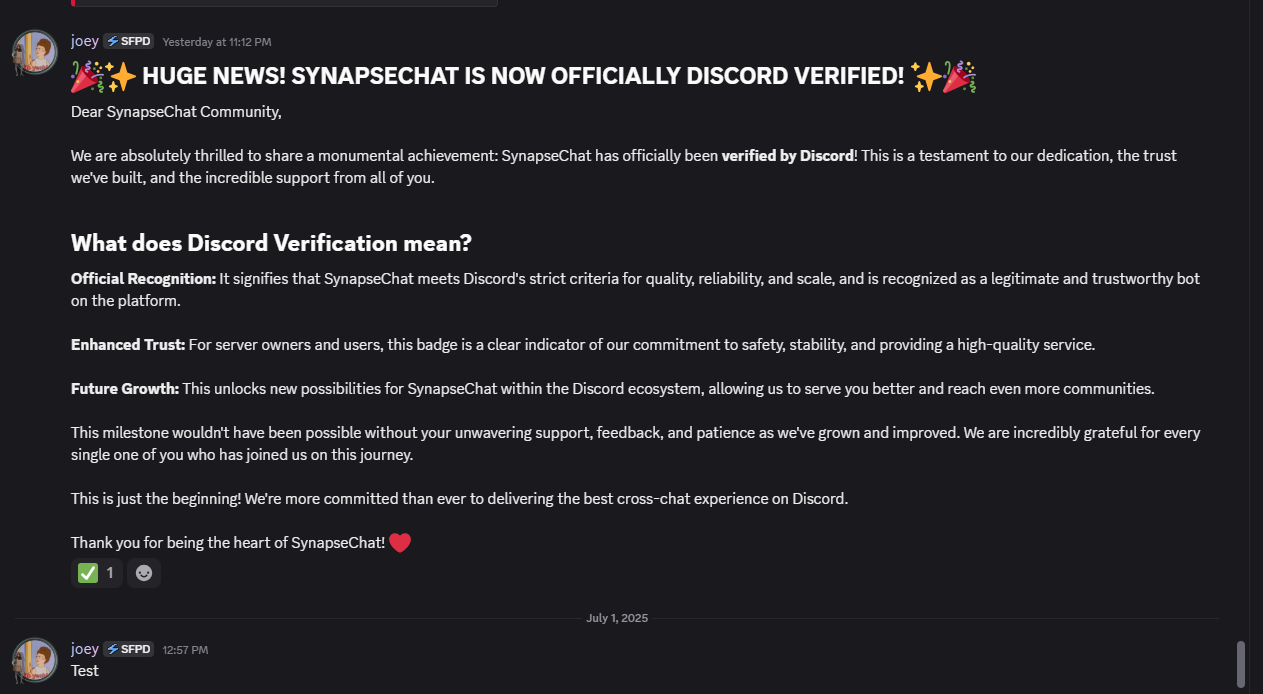 joey ⚡ SFPD Yesterday at 11:12 PM
🎉✨ HUGE NEWS! SYNAPSECHAT IS NOW OFFICIALLY DISCORD VERIFIED! ✨🎉
Dear SynapseChat Community,
We are absolutely thrilled to share a monumental achievement: SynapseChat has officially been verified by Discord! This is a testament to our dedication, the trust
we've built, and the incredible support from all of you.
What does Discord Verification mean?
Official Recognition: It signifies that SynapseChat meets Discord's strict criteria for quality, reliability, and scale, and is recognized as a legitimate and trustworthy bot
on the platform.
Enhanced Trust: For server owners and users, this badge is a clear indicator of our commitment to safety, stability, and providing a high-quality service.
Future Growth: This unlocks new possibilities for SynapseChat within the Discord ecosystem, allowing us to serve you better and reach even more communities.
This milestone wouldn't have been possible without your unwavering support, feedback, and patience as we've grown and improved. We are incredibly grateful for every
single one of you who has joined us on this journey.
This is just the beginning! We're more committed than ever to delivering the best cross-chat experience on Discord.
Thank you for being the heart of SynapseChat! ❤️
✅ 1
July 1, 2025
joey ⚡ SFPD 12:57 PM
Test